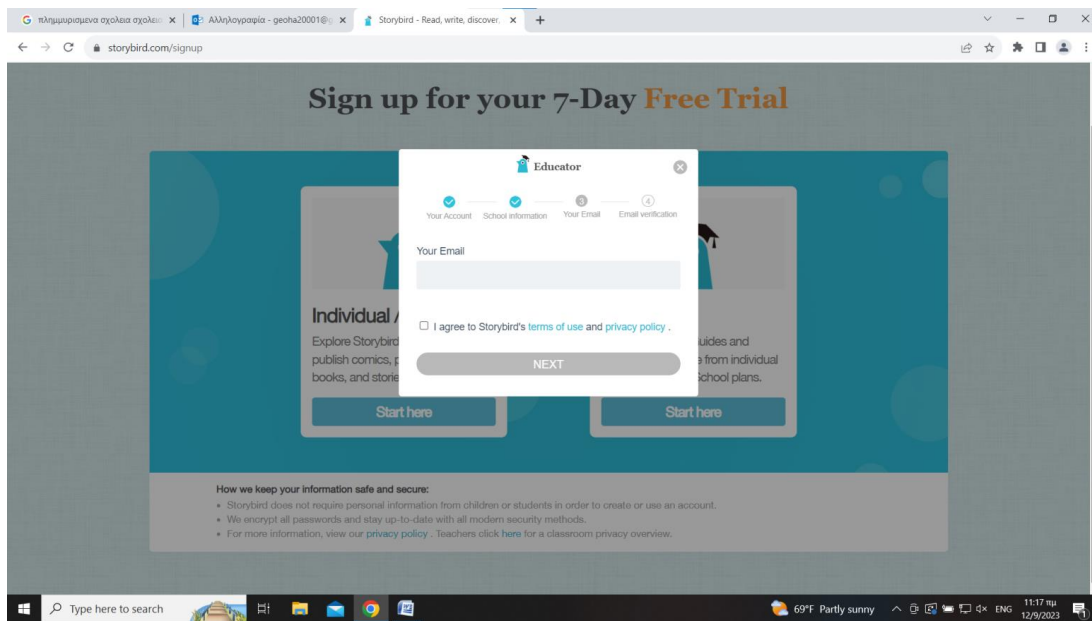 πλημμυρισμενα σχολεια σχολει
Αλληλογραφία - geoha20001@
Storybird - Read, write, discover,
storybird.com/signup
Sign up for your 7-Day Free Trial
Educator
Your Account School information 3 Your Email 4 Email verification
Your Email
I agree to Storybird's terms of use and privacy policy .
NEXT
Individual
Explore Storybird
publish comics,
books, and storie
Start here
uides and
from individual
School plans.
Start here
How we keep your information safe and secure:
Storybird does not require personal information from children or students in order to create or use an account.
We encrypt all passwords and stay up-to-date with all modern security methods.
For more information, view our privacy policy . Teachers click here for a classroom privacy overview.
Type here to search
69°F Partly sunny
ENG
11:17 πμ
12/9/2023